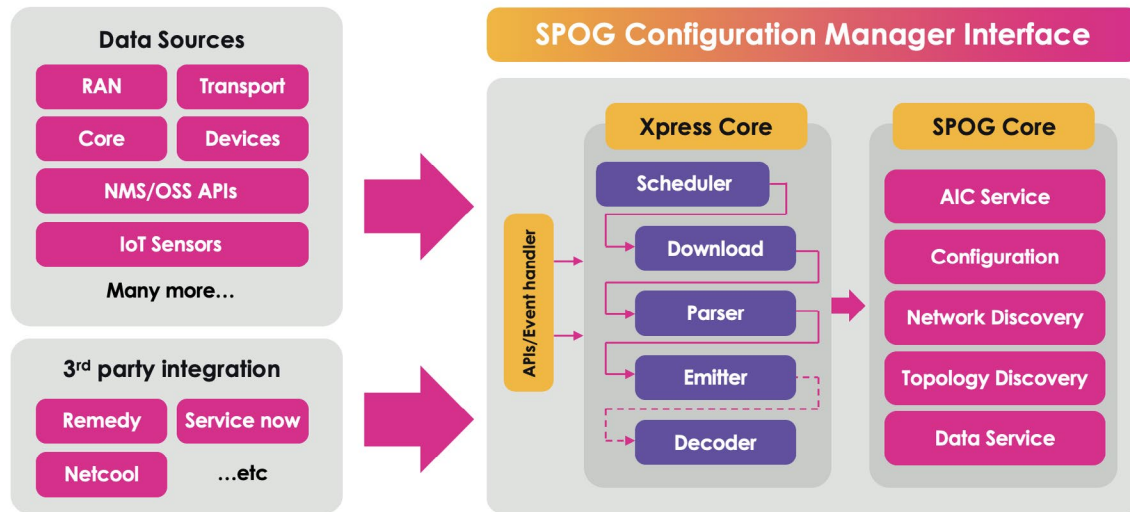 Data Sources
RAN
Transport
Core
Devices
NMS/OSS APIs
IoT Sensors
Many more…
3rd party integration
Remedy
Service now
Netcool
…etc
SPOG Configuration Manager Interface
APIs/Event handler
Xpress Core
Scheduler
Download
Parser
Emitter
Decoder
SPOG Core
AIC Service
Configuration
Network Discovery
Topology Discovery
Data Service